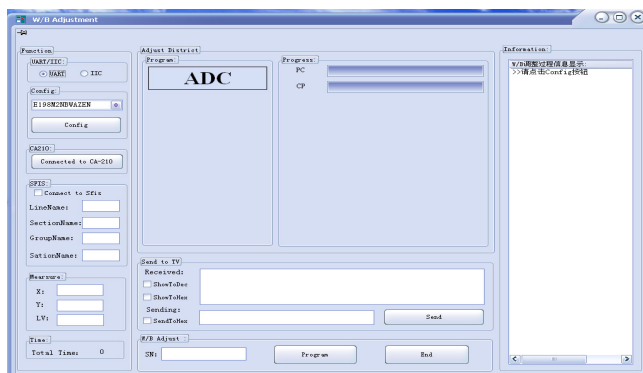 W/B Adjustment
Function
UART/IIC:
UART
IIC
Config:
E198M2NBWAZEN
Config
CA210:
Connected to CA-210
SFIS:
Connect to Sfis
LineName:
SectionName:
GroupName:
SationName:
Mearsure:
X:
Y:
LV:
Time:
Total Time: 0
Adjust District
Program:
ADC
Progress:
PC
CP
Send to TV
Received:
ShowToDec
ShowToHex
Sending:
SendToHex
Send
W/B Adjust :
SN:
Program
End
Information:
W/B调整过程信息显示:
>>请点击Config按钮